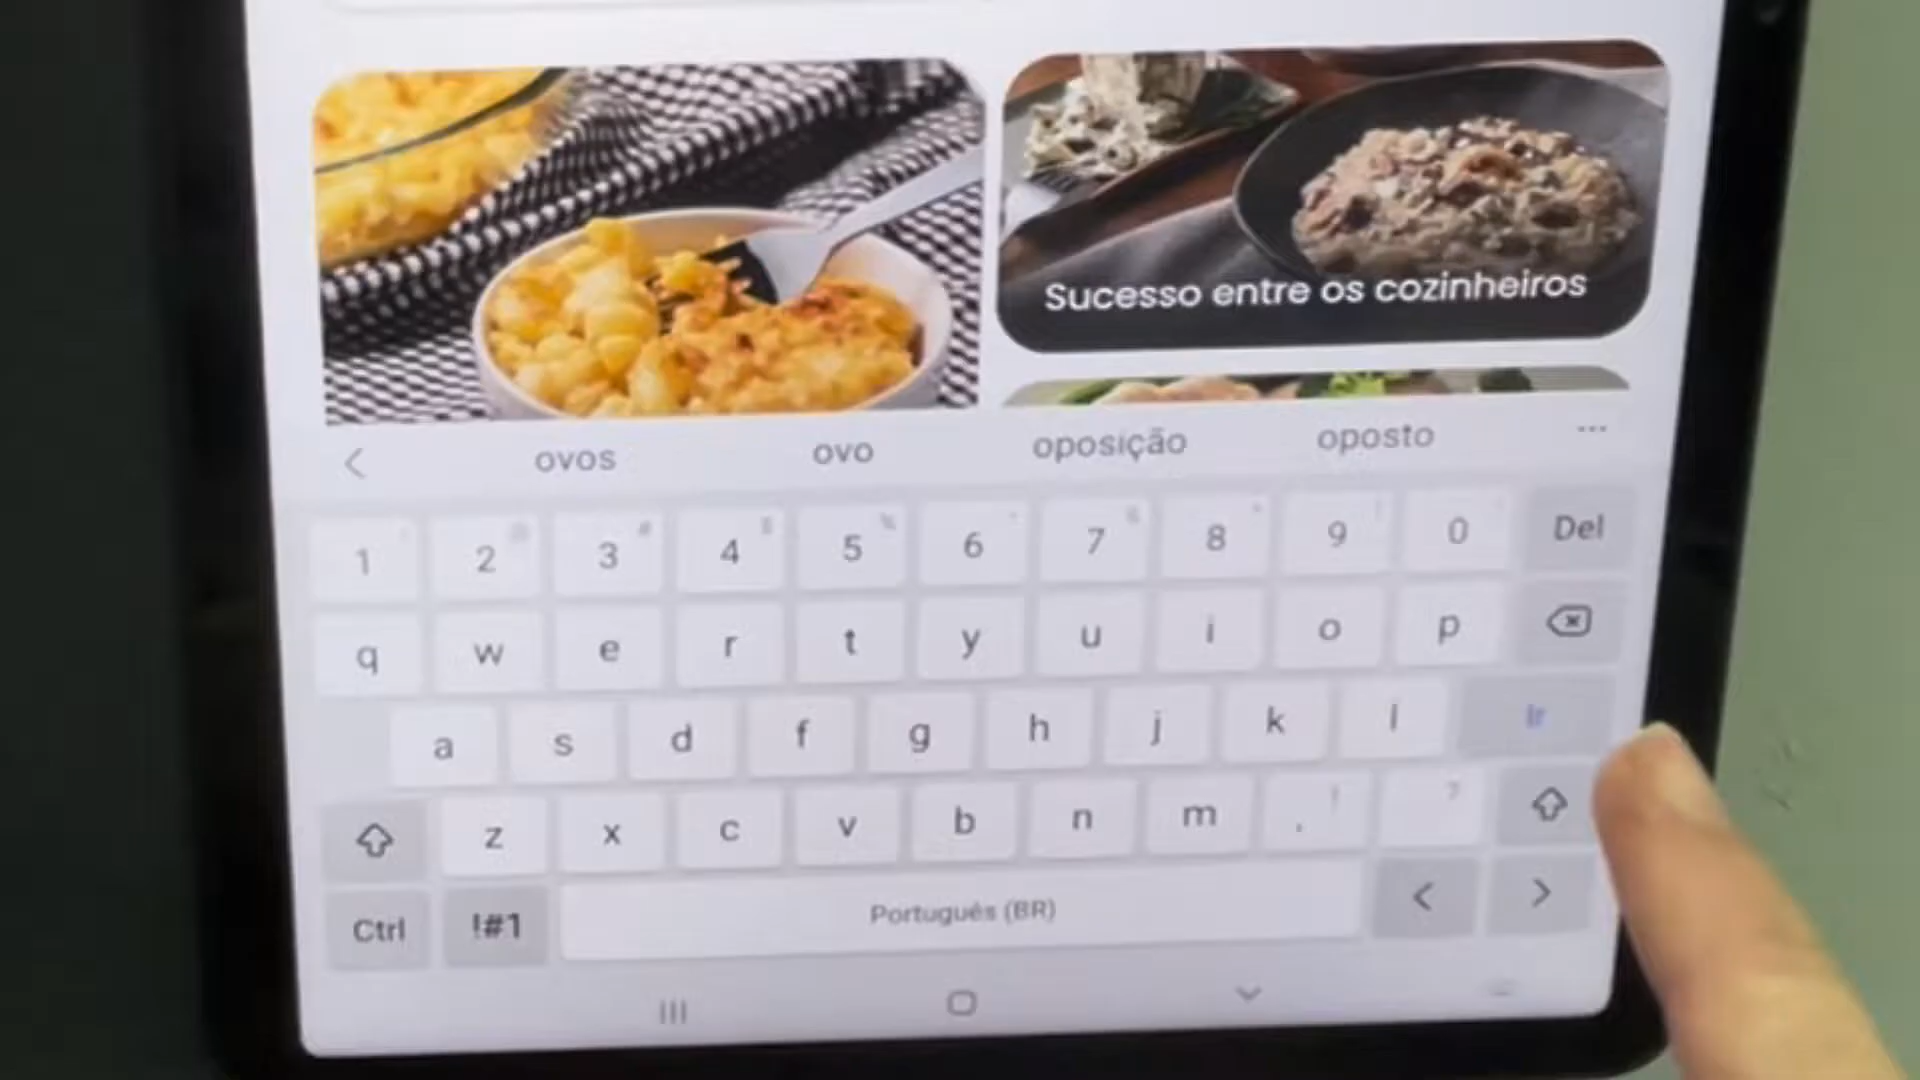 Sucesso entre os cozinheiros
ovos ovo oposição oposto ...
1 2 3 # 4 $ 5 % 6 7 & 8 * 9 0 Del
q w e r t y u i o p
a s d f g h j k l Ir
z x c v b n m , ! ?
Ctrl !#1 Português (BR) < >